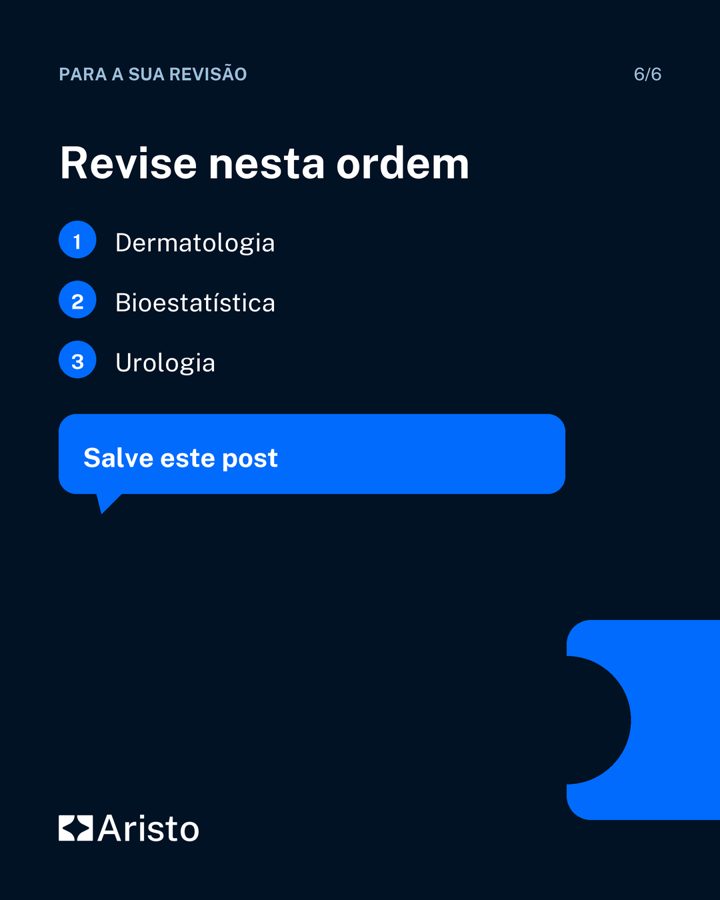 PARA A SUA REVISÃO
6/6
Revise nesta ordem
1 Dermatologia
2 Bioestatística
3 Urologia
Salve este post
Aristo